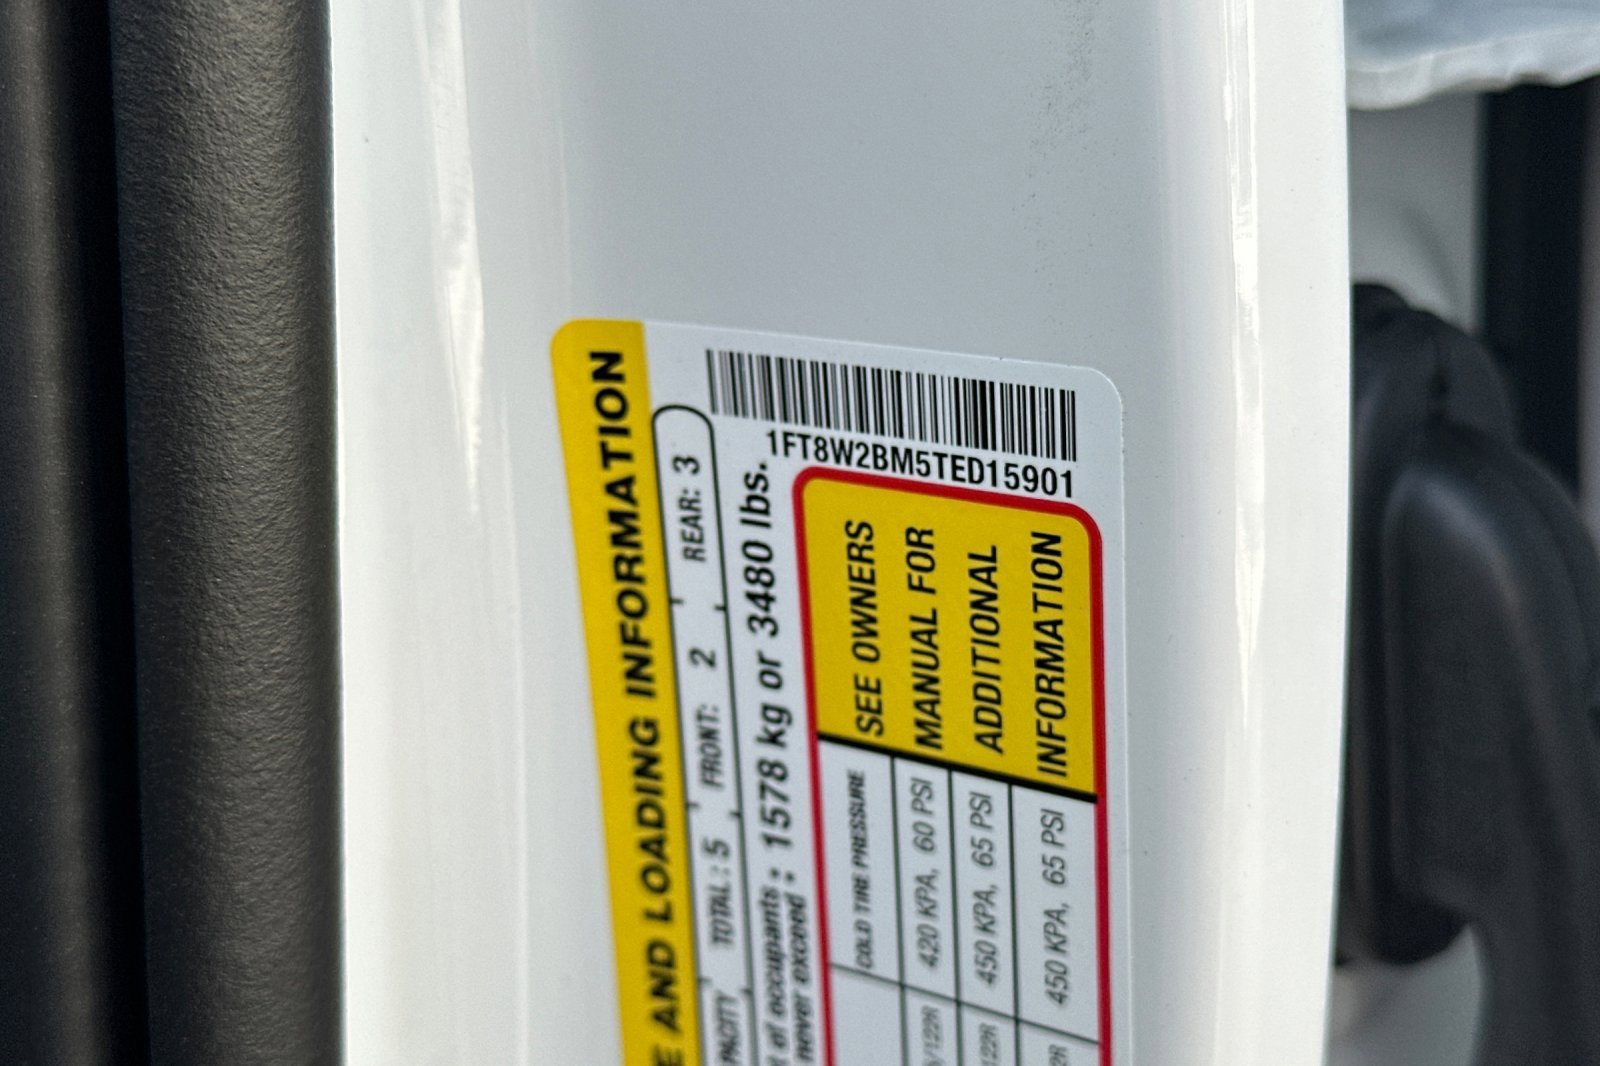 1FT8W2BM5TED15901
E AND LOADING INFORMATION
PACITY TOTAL: 5 FRONT: 2 REAR: 3
of occupants :
never exceed : 1578 kg or 3480 lbs.
COLD TIRE PRESSURE
420 KPA, 60 PSI
/122R 450 KPA, 65 PSI
450 KPA, 65 PSI
SEE OWNERS
MANUAL FOR
ADDITIONAL
INFORMATION